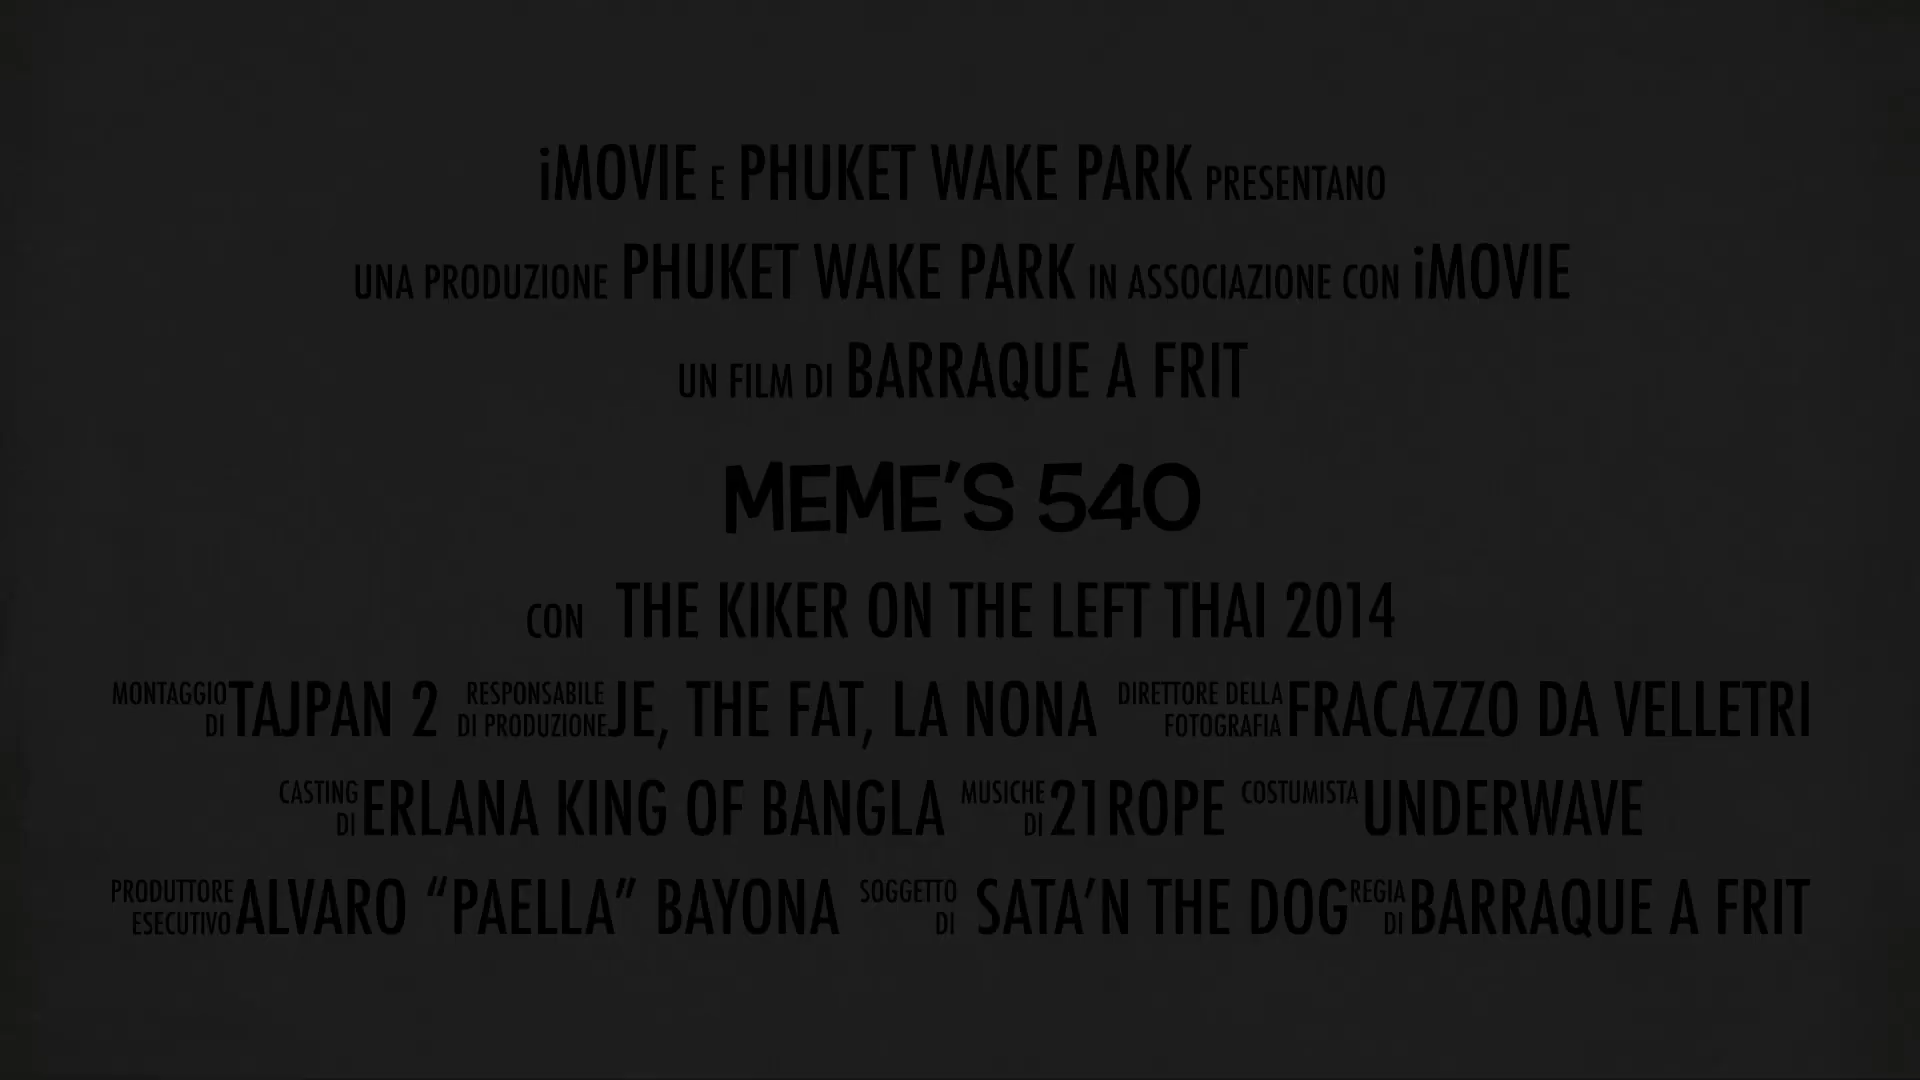 iMOVIE E PHUKET WAKE PARK PRESENTANO
UNA PRODUZIONE PHUKET WAKE PARK IN ASSOCIAZIONE CON iMOVIE
UN FILM DI BARRAQUE A FRIT
MEME'S 540
CON THE KIKER ON THE LEFT THAI 2014
MONTAGGIO DI TAJPAN 2 RESPONSABILE DI PRODUZIONE JE, THE FAT, LA NONA DIRETTORE DELLA FOTOGRAFIA FRACAZZO DA VELLETRI
CASTING DI ERLANA KING OF BANGLA MUSICHE DI 21ROPE COSTUMISTA UNDERWAVE
PRODUTTORE ESECUTIVO ALVARO “PAELLA” BAYONA SOGGETTO DI SATA'N THE DOG REGIA DI BARRAQUE A FRIT